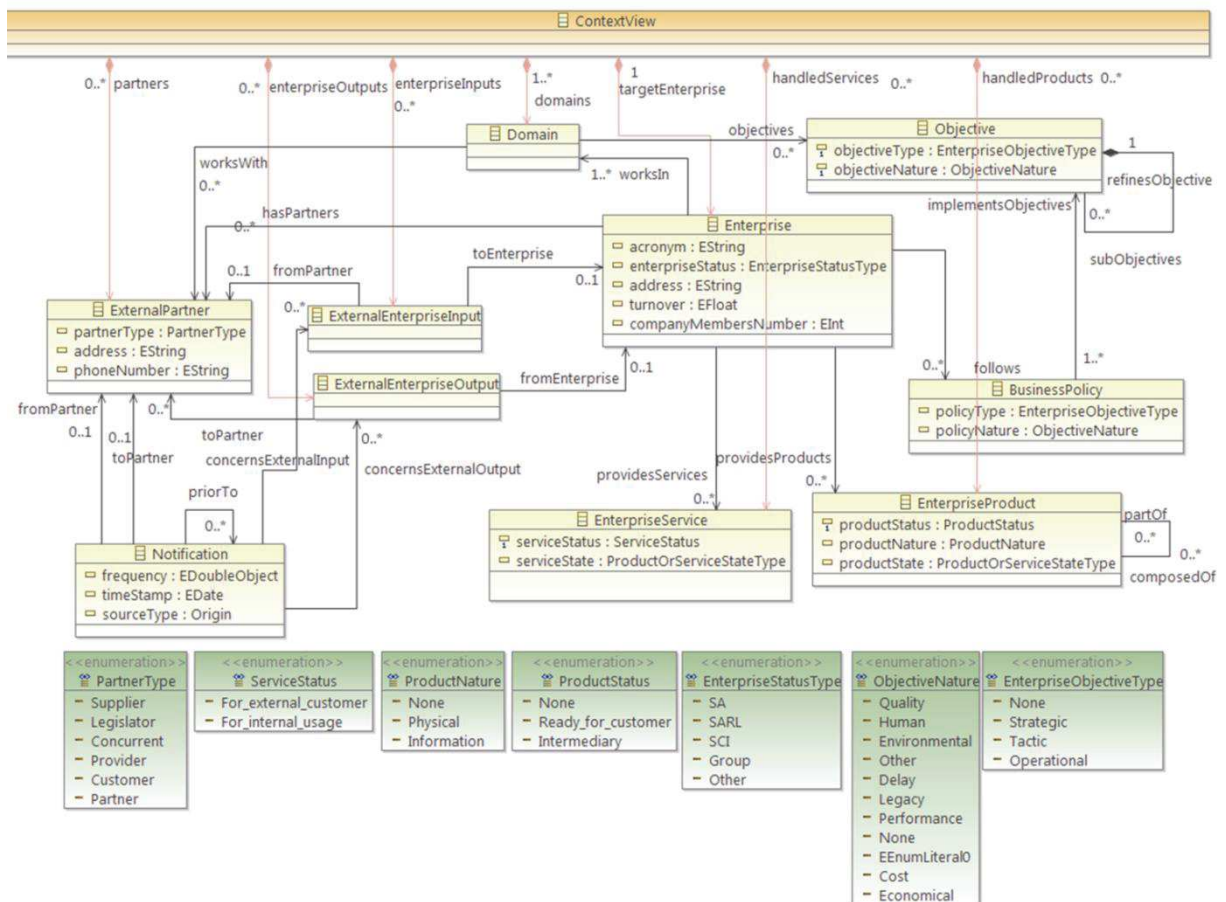 ContextView
0..* partners
0..* enterpriseOutputs
enterpriseInputs
0..*
1..*
domains
1
targetEnterprise
handledServices
0..*
handledProducts 0..*
Domain
objectives
0..*
Objective
objectiveType : EnterpriseObjectiveType
objectiveNature : ObjectiveNature
1
refinesObjective
0..*
subObjectives
implementsObjectives
1..*
worksWith
0..*
1..* worksIn
hasPartners
0..*
Enterprise
acronym : EString
enterpriseStatus : EnterpriseStatusType
address : EString
turnover : EFloat
companyMembersNumber : EInt
toEnterprise
0..1
0..1 fromPartner
0..*
ExternalPartner
partnerType : PartnerType
address : EString
phoneNumber : EString
ExternalEnterpriseInput
ExternalEnterpriseOutput
fromEnterprise
0..1
0..* follows
BusinessPolicy
policyType : EnterpriseObjectiveType
policyNature : ObjectiveNature
fromPartner
0..1
0..1
toPartner
0..*
toPartner
concernsExternalInput
0..*
concernsExternalOutput
priorTo
0..*
providesServices
0..*
providesProducts
0..*
Notification
frequency : EDoubleObject
timeStamp : EDate
sourceType : Origin
EnterpriseService
serviceStatus : ServiceStatus
serviceState : ProductOrServiceStateType
EnterpriseProduct
productStatus : ProductStatus
productNature : ProductNature
productState : ProductOrServiceStateType
partOf
0..*
0..*
composedOf
<<enumeration>>
PartnerType
Supplier
Legislator
Concurrent
Provider
Customer
Partner
<<enumeration>>
ServiceStatus
For_external_customer
For_internal_usage
<<enumeration>>
ProductNature
None
Physical
Information
<<enumeration>>
ProductStatus
None
Ready_for_customer
Intermediary
<<enumeration>>
EnterpriseStatusType
SA
SARL
SCI
Group
Other
<<enumeration>>
ObjectiveNature
Quality
Human
Environmental
Other
Delay
Legacy
Performance
None
EEnumLiteral0
Cost
Economical
<<enumeration>>
EnterpriseObjectiveType
None
Strategic
Tactic
Operational